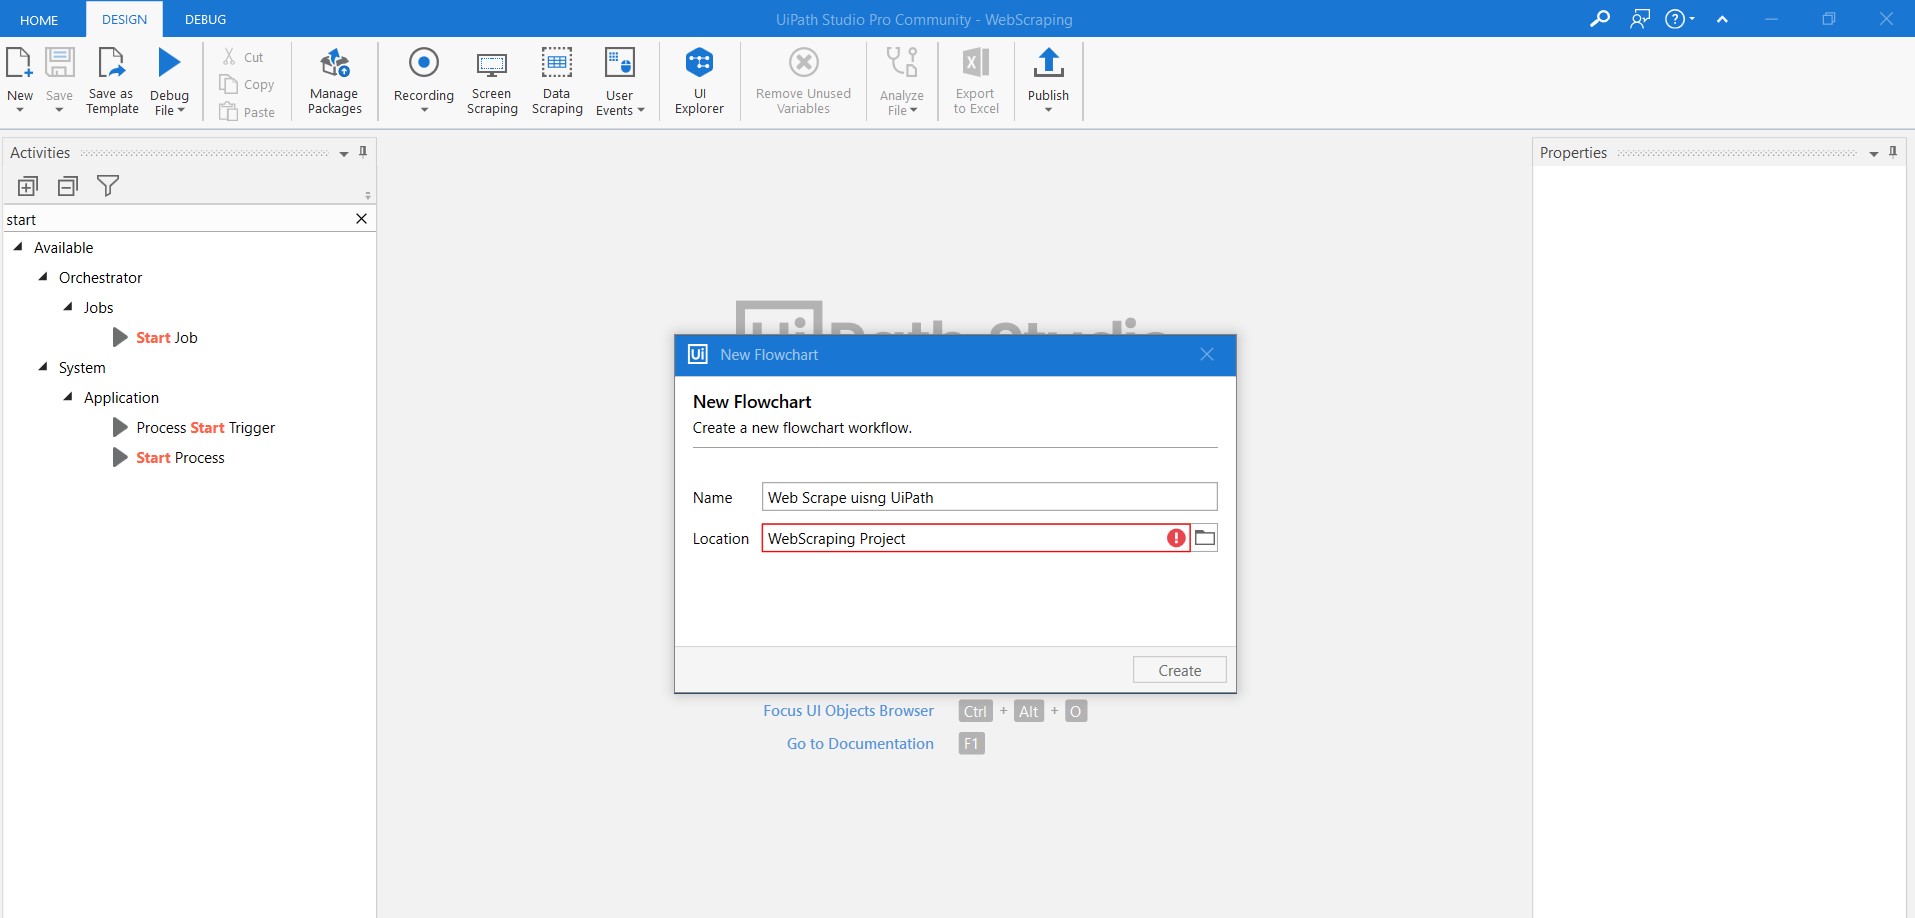 HOME DESIGN DEBUG UiPath Studio Pro Community - WebScraping
New Save Save as Template Debug File Cut Copy Paste Manage Packages Recording Screen Scraping Data Scraping User Events UI Explorer Remove Unused Variables Analyze File Export to Excel Publish
Activities
Properties
start
Available
Orchestrator
Jobs
Start Job
System
Application
Process Start Trigger
Start Process
UiPath Studio
Ui New Flowchart
New Flowchart
Create a new flowchart workflow.
Name Web Scrape uisng UiPath
Location WebScraping Project
Create
Focus UI Objects Browser Ctrl + Alt + O
Go to Documentation F1